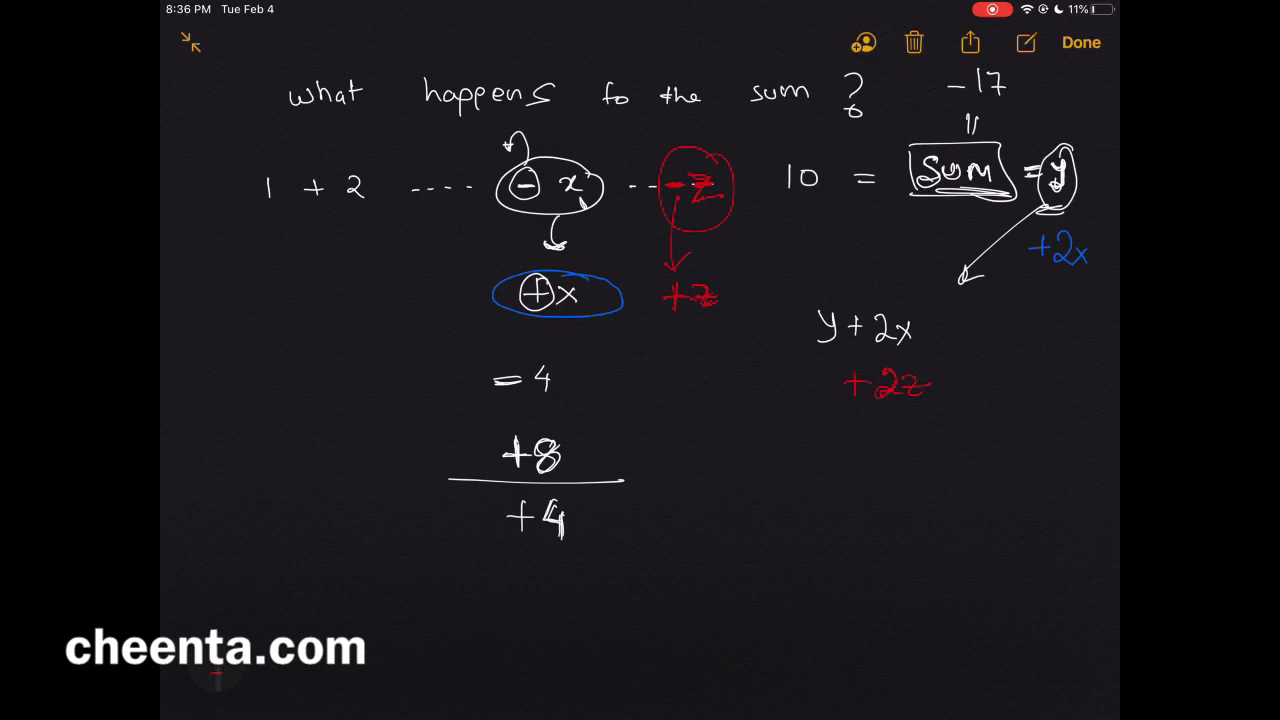 8:36 PM Tue Feb 4
11%
Done
what happens to the sum ?
-17
=
1 + 2 .... - x ... - z 10 = Sum = y
+2x
+x +z
y + 2x
= 4 +2z
+8
+4
cheenta.com